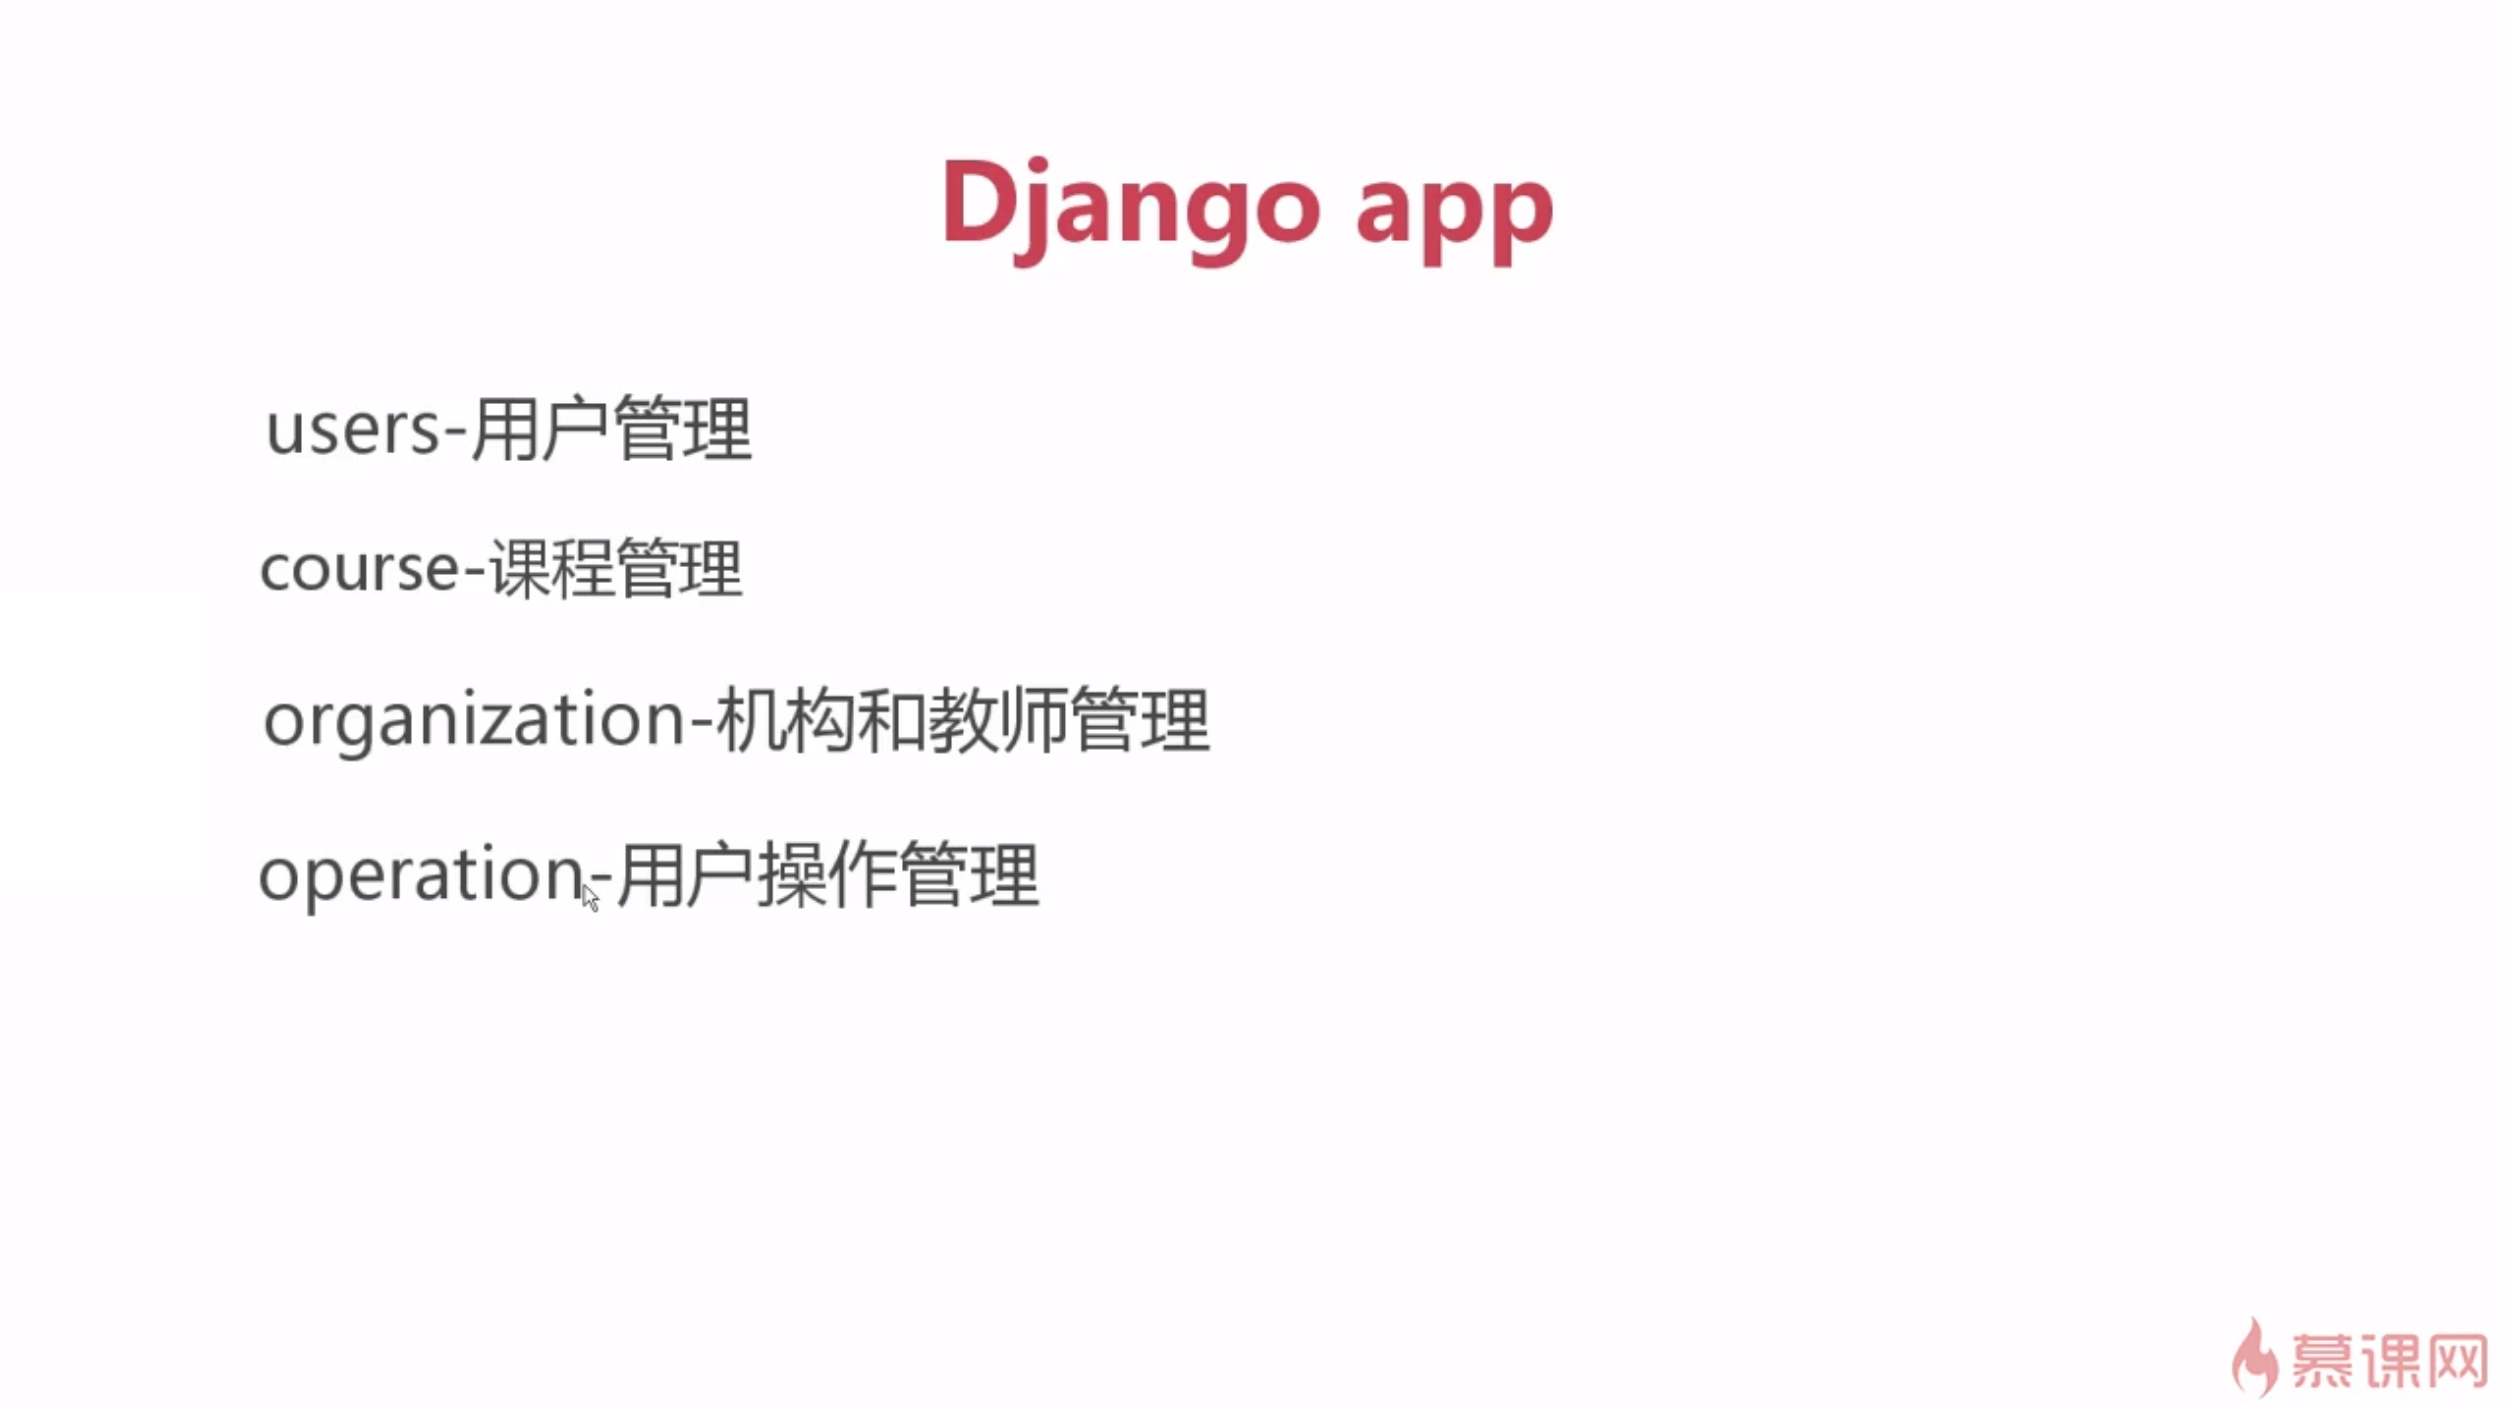 Django app
users-用户管理
course-课程管理
organization-机构和教师管理
operation-用户操作管理
慕课网